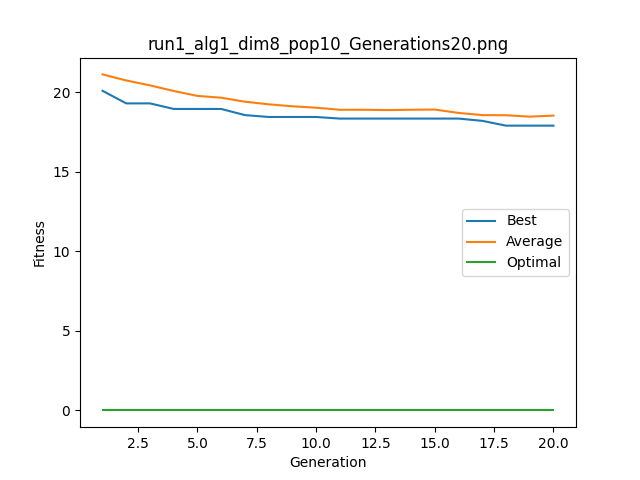 run1_alg1_dim8_pop10_Generations20.png
Fitness
20
15
10
5
0
Best
Average
Optimal
2.5 5.0 7.5 10.0 12.5 15.0 17.5 20.0
Generation